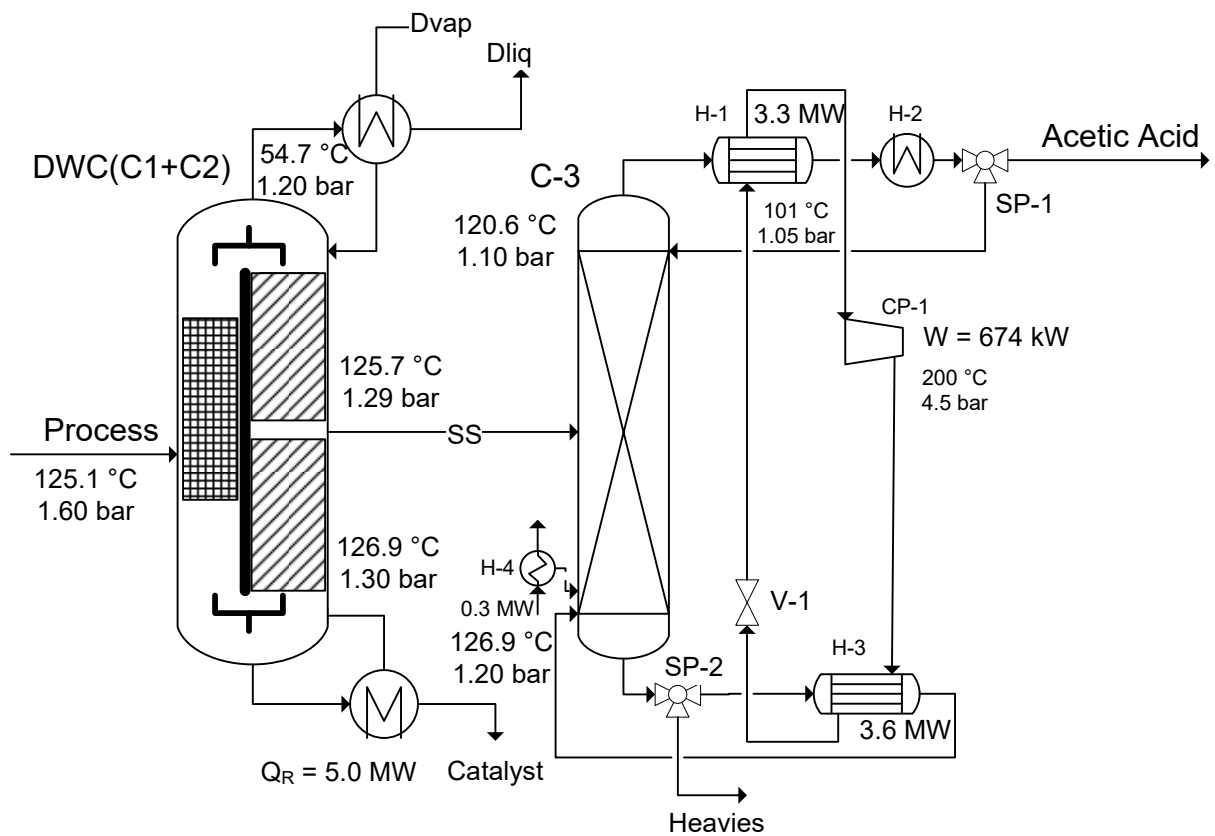 Dvap
Dliq
DWC(C1+C2)
54.7 °C
1.20 bar
Process
125.1 °C
1.60 bar
125.7 °C
1.29 bar
126.9 °C
1.30 bar
Q_R = 5.0 MW
Catalyst
SS
C-3
120.6 °C
1.10 bar
H-1
3.3 MW
H-2
Acetic Acid
SP-1
101 °C
1.05 bar
CP-1
W = 674 kW
200 °C
4.5 bar
H-4
0.3 MW
126.9 °C
1.20 bar
V-1
SP-2
H-3
3.6 MW
Heavies